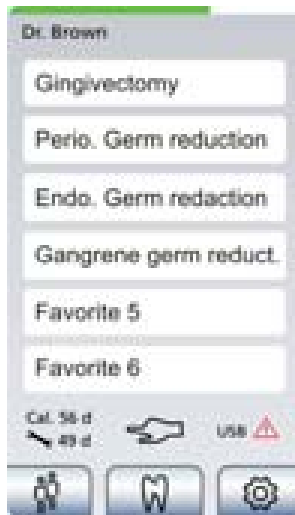 Dr. Brown
Gingivectomy
Perio. Germ reduction
Endo. Germ redaction
Gangrene germ reduct.
Favorite 5
Favorite 6
Cal. 56 d
49 d
USB